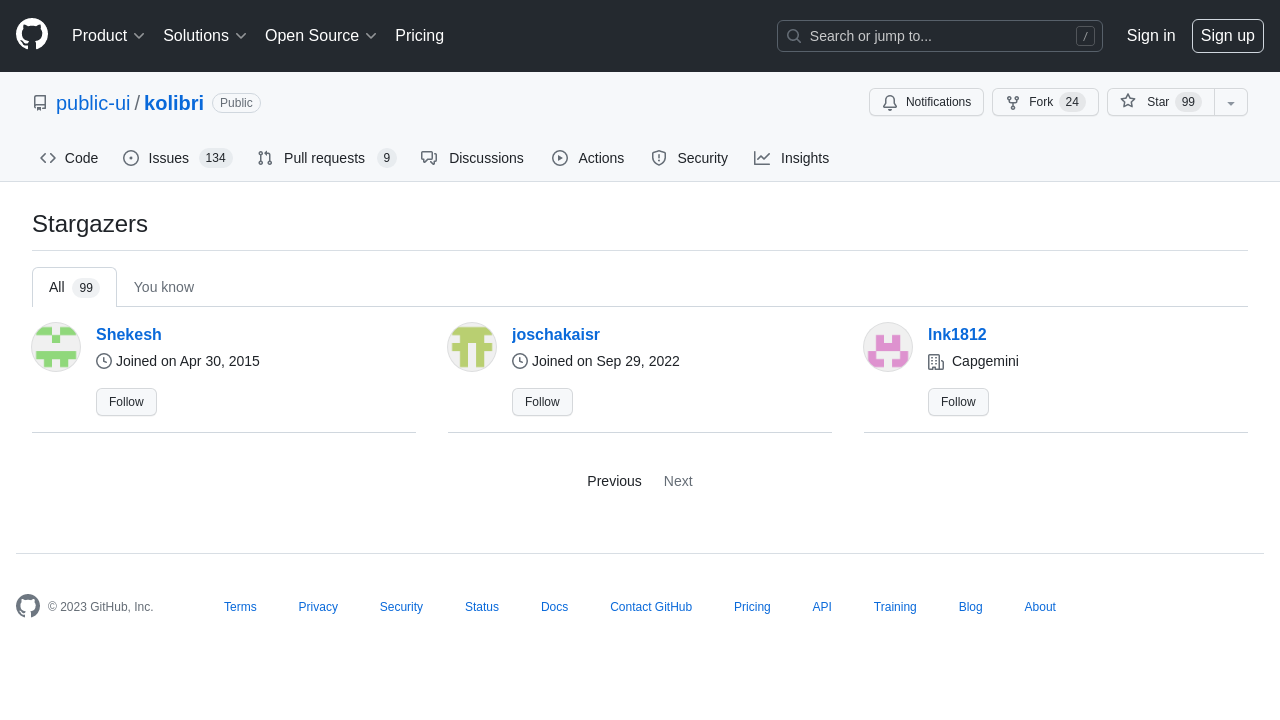 Product Solutions Open Source Pricing Search or jump to... / Sign in Sign up
public-ui / kolibri Public Notifications Fork 24 Star 99
Code Issues 134 Pull requests 9 Discussions Actions Security Insights
Stargazers
All 99 You know
Shekesh
Joined on Apr 30, 2015
Follow
joschakaisr
Joined on Sep 29, 2022
Follow
lnk1812
Capgemini
Follow
Previous Next
© 2023 GitHub, Inc. Terms Privacy Security Status Docs Contact GitHub Pricing API Training Blog About